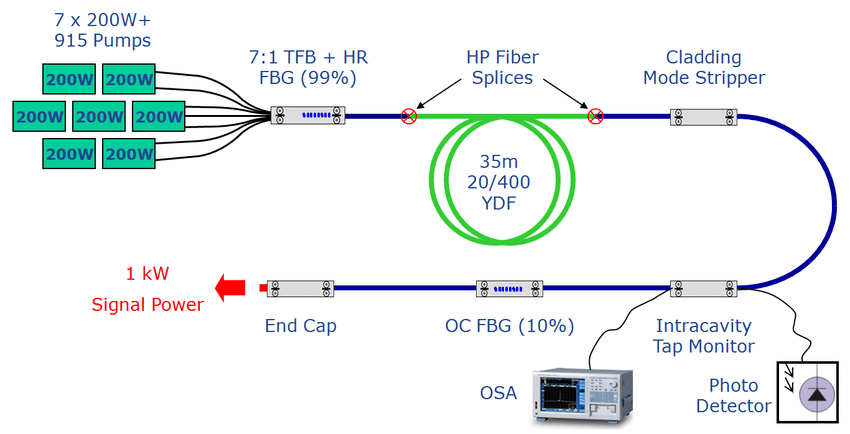 7 x 200W+
915 Pumps
200W
200W
200W
200W
200W
200W
200W
7:1 TFB + HR
FBG (99%)
HP Fiber
Splices
Cladding
Mode Stripper
35m
20/400
YDF
1 kW
Signal Power
End Cap
OC FBG (10%)
Intracavity
Tap Monitor
OSA
Photo
Detector